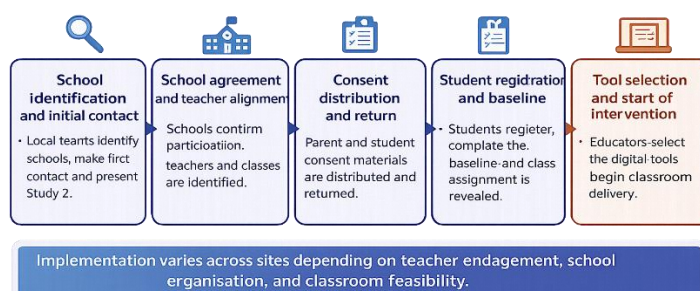 School
identification
and initial contact
• Local teants identify
schools, make firct
contact and present
Study 2.
School agreement
and teacher alignment
Schools contirm
particioatiion.
teachers and classes
are identified.
Consent
distribution
and return
Parent and student
consent materials
are distributed and
returned.
Student regidtration
and baseline
• Students regieter,
complate the.
baseline-and class
assignment is
revealed.
Tool selection
and start of
intervention
• Educators-select
the digital-tools
begin classroom
delivery.
Implementation varies across sites depending on teacher endagement, school
erganisation, and classroom feasibility.